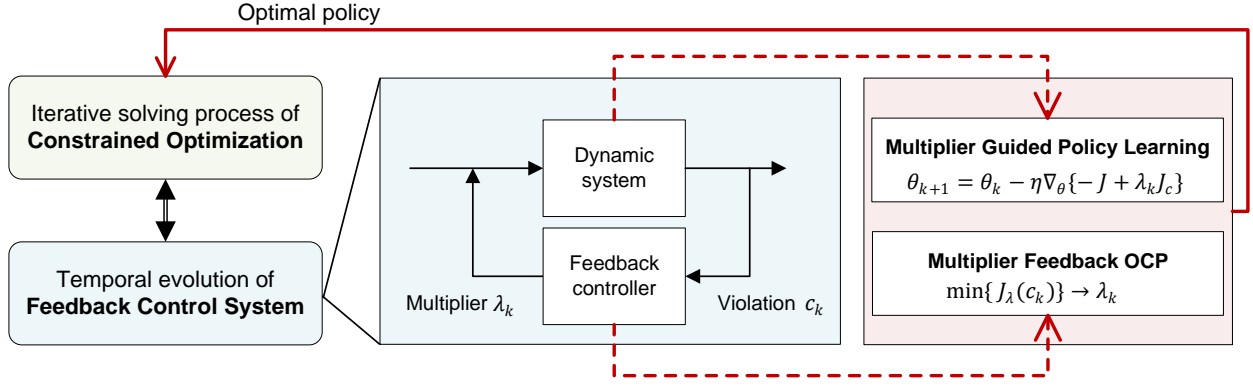 Optimal policy
Iterative solving process of
Constrained Optimization
Temporal evolution of
Feedback Control System
Dynamic
system
Feedback
controller
Multiplier λ_k
Violation c_k
Multiplier Guided Policy Learning
θ_{k+1} = θ_k − η∇_θ{−J + λ_k J_c}
Multiplier Feedback OCP
min{J_λ(c_k)} → λ_k